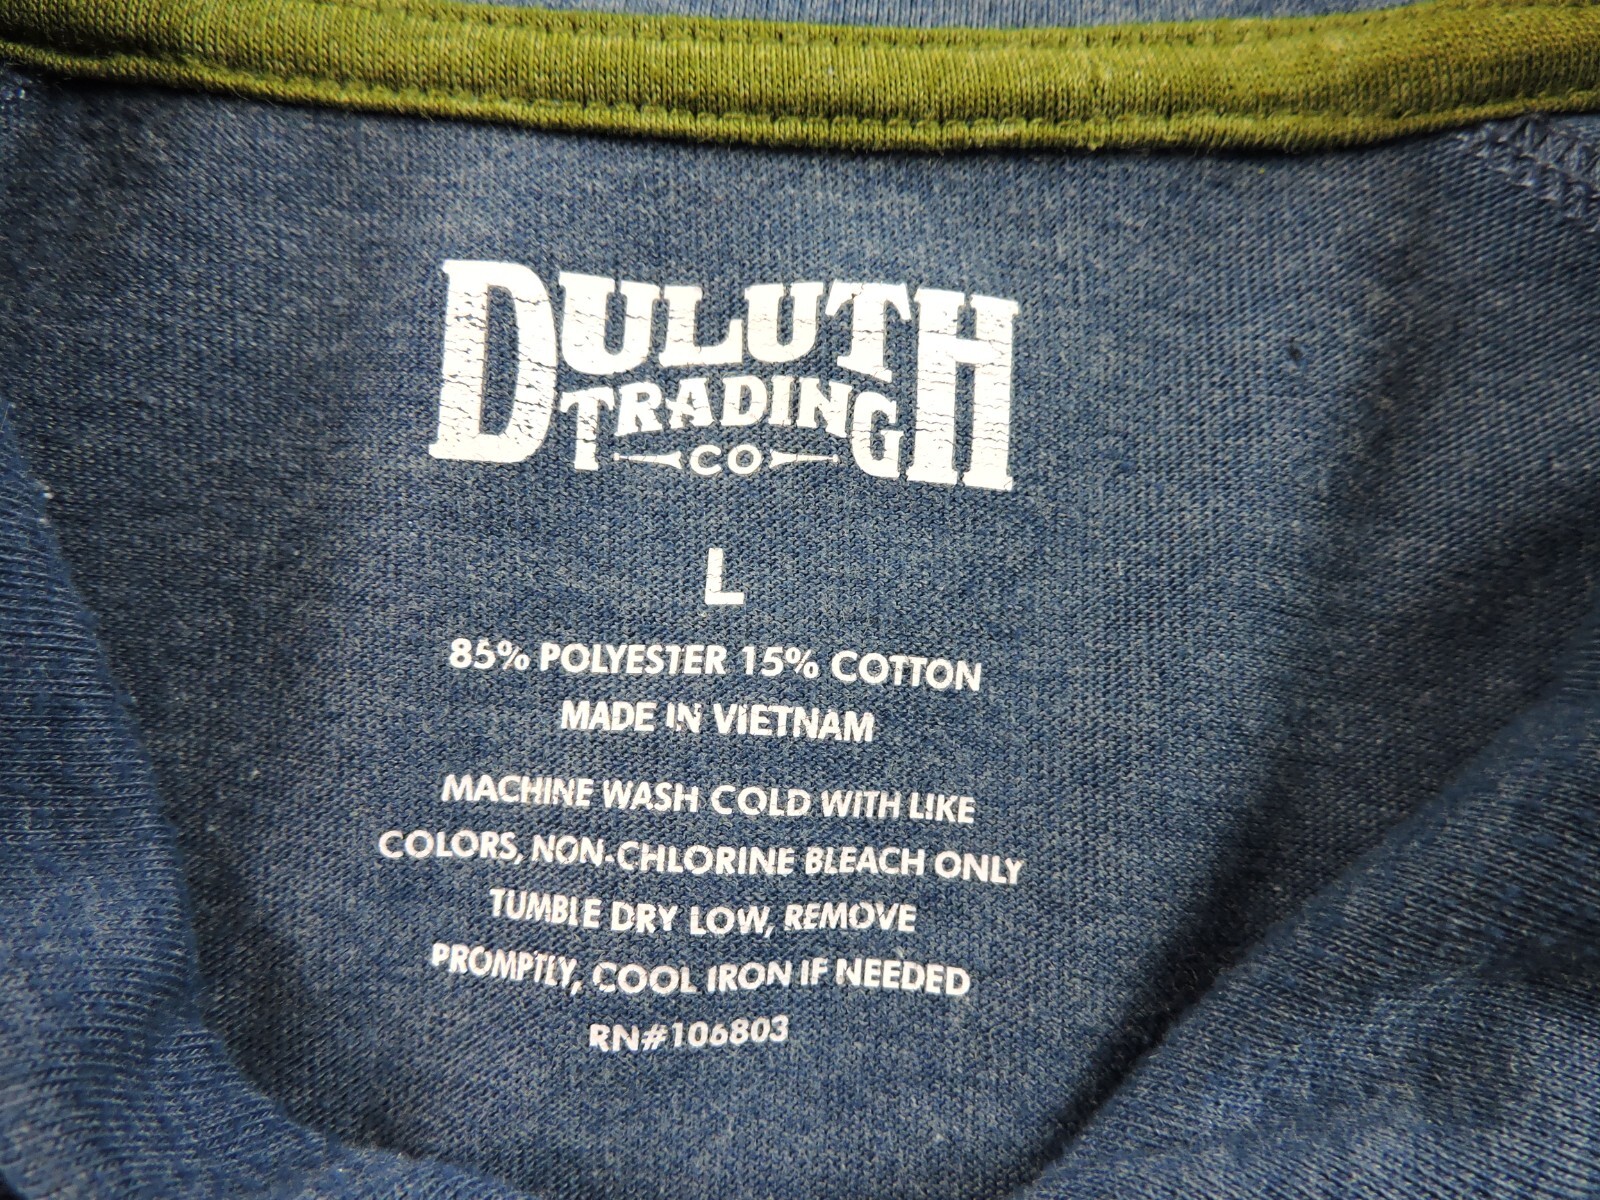 DULUTH
TRADING
CO
L
85% POLYESTER 15% COTTON
MADE IN VIETNAM
MACHINE WASH COLD WITH LIKE
COLORS, NON-CHLORINE BLEACH ONLY
TUMBLE DRY LOW, REMOVE
PROMPTLY, COOL IRON IF NEEDED
RN#106803